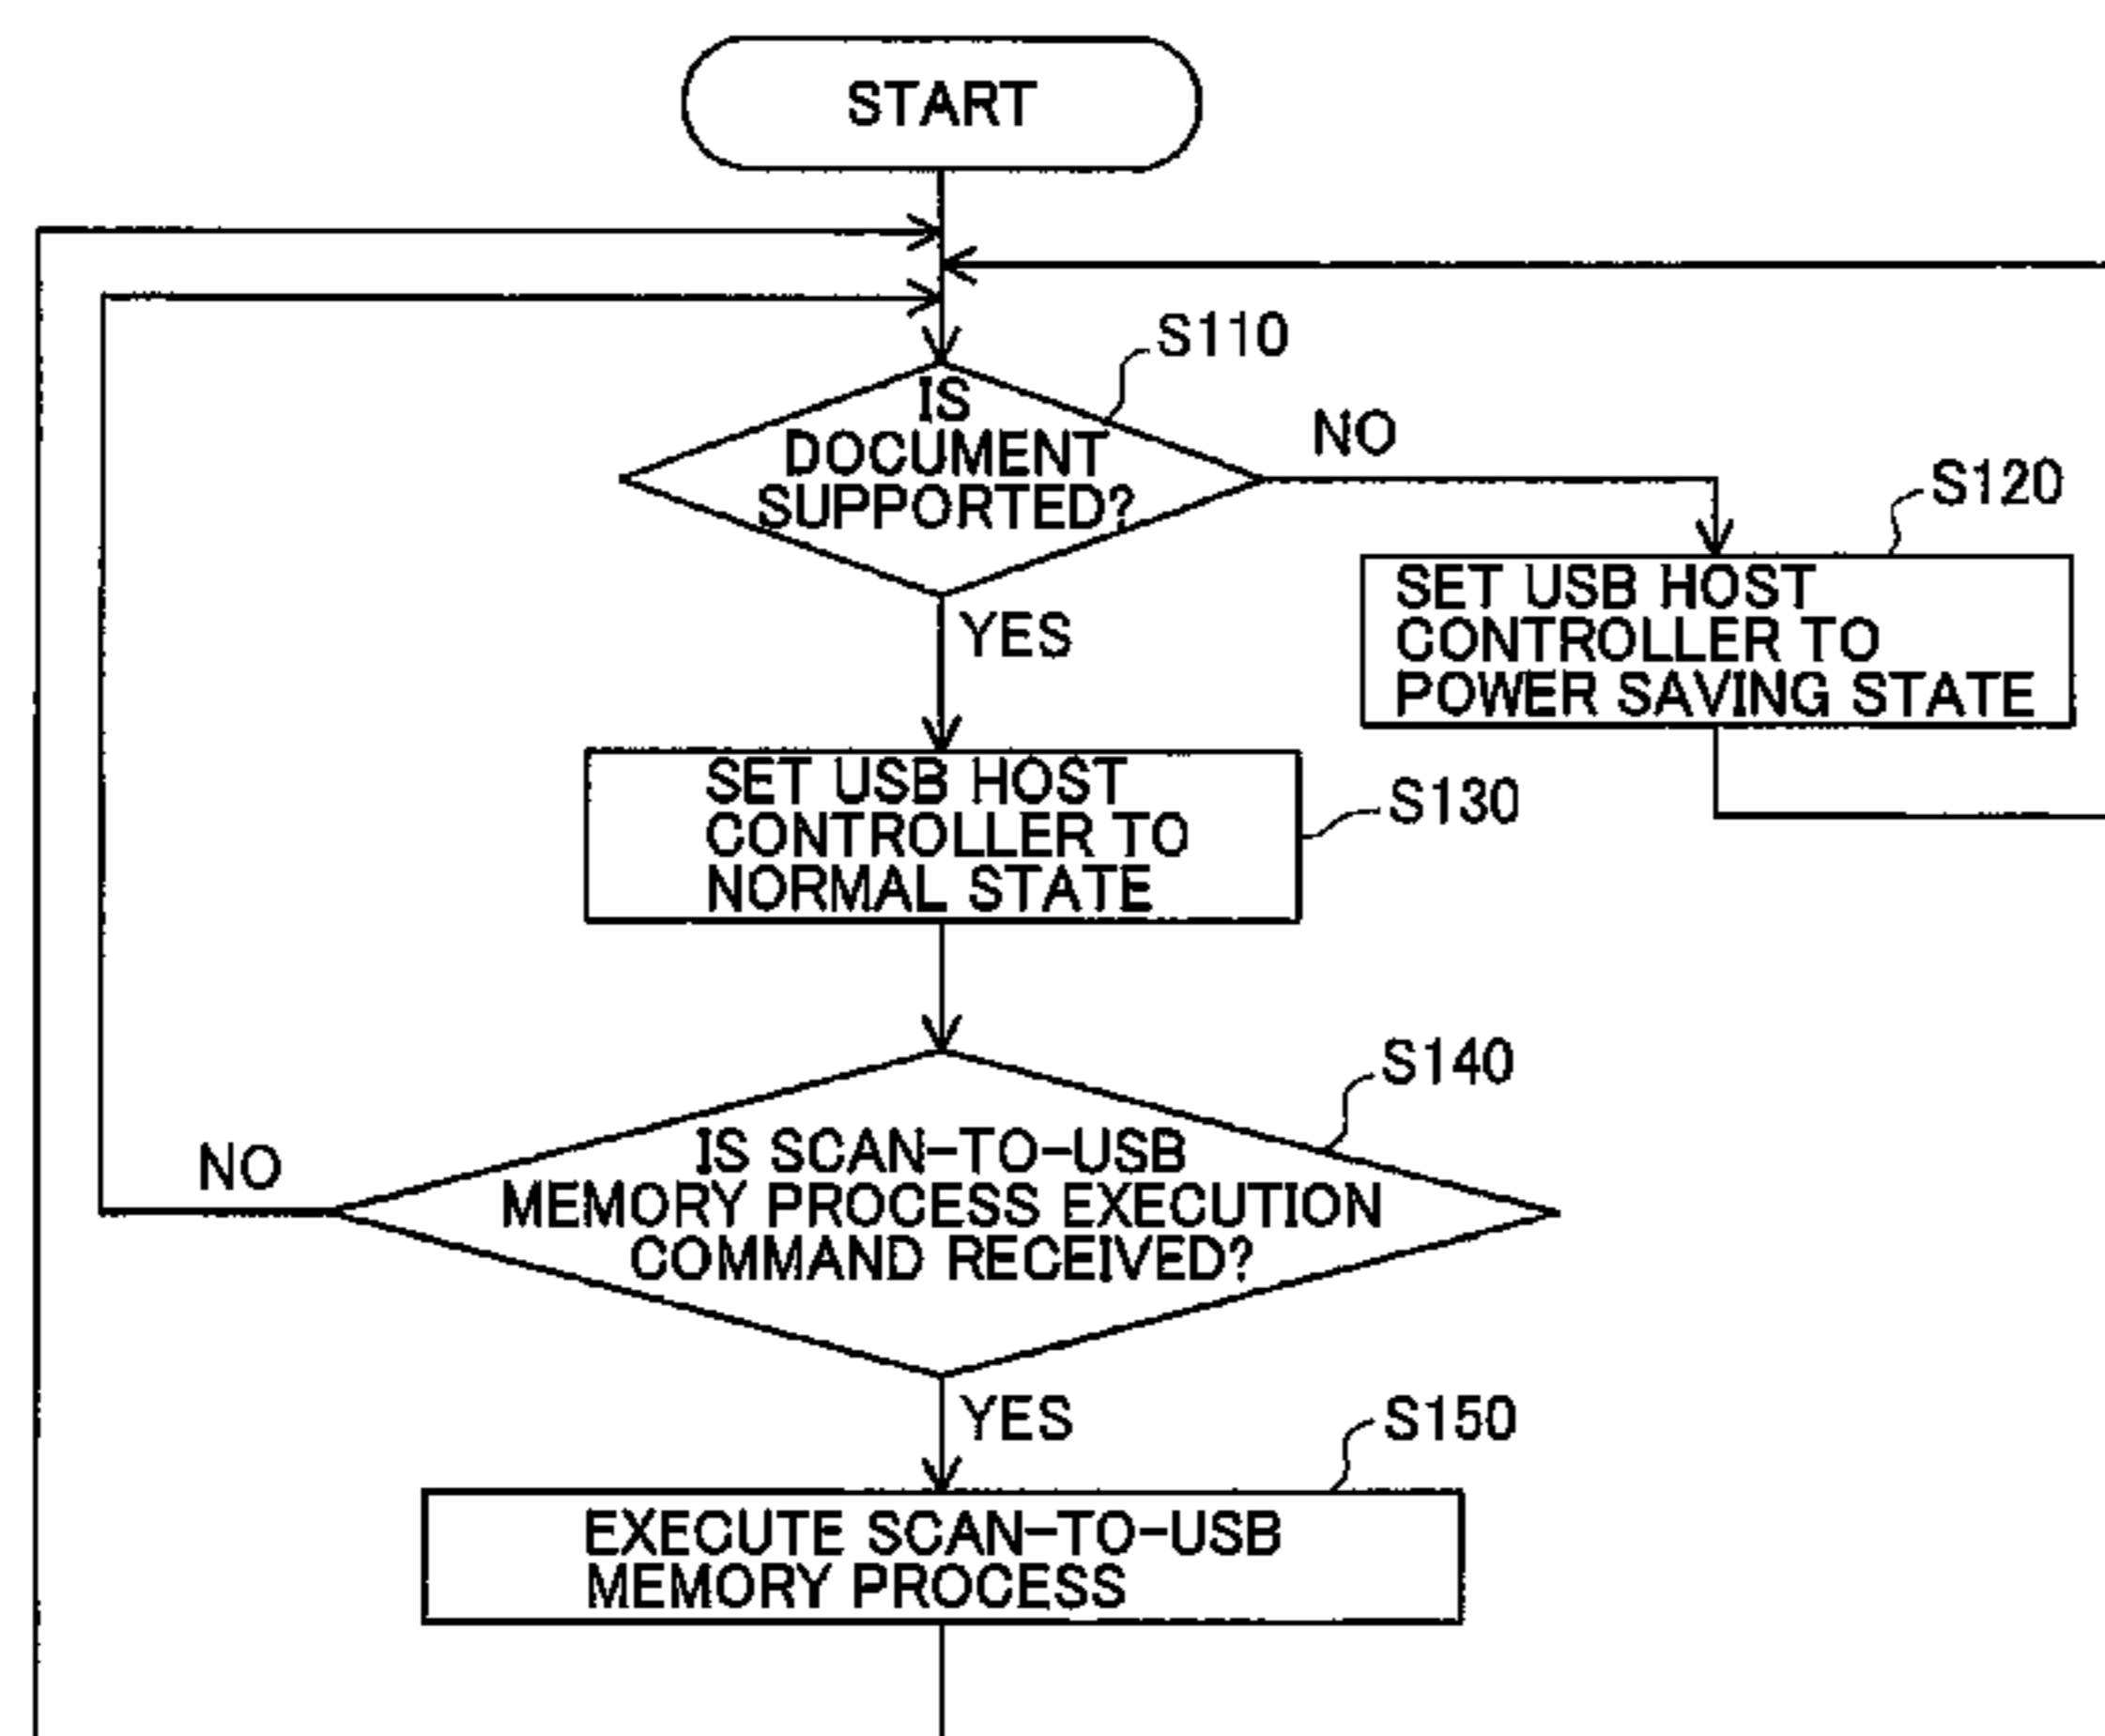 START
S110
IS
DOCUMENT
SUPPORTED?
NO
S120
SET USB HOST
CONTROLLER TO
POWER SAVING STATE
YES
SET USB HOST
CONTROLLER TO
NORMAL STATE
S130
S140
IS SCAN-TO-USB
MEMORY PROCESS EXECUTION
COMMAND RECEIVED?
NO
YES
S150
EXECUTE SCAN-TO-USB
MEMORY PROCESS